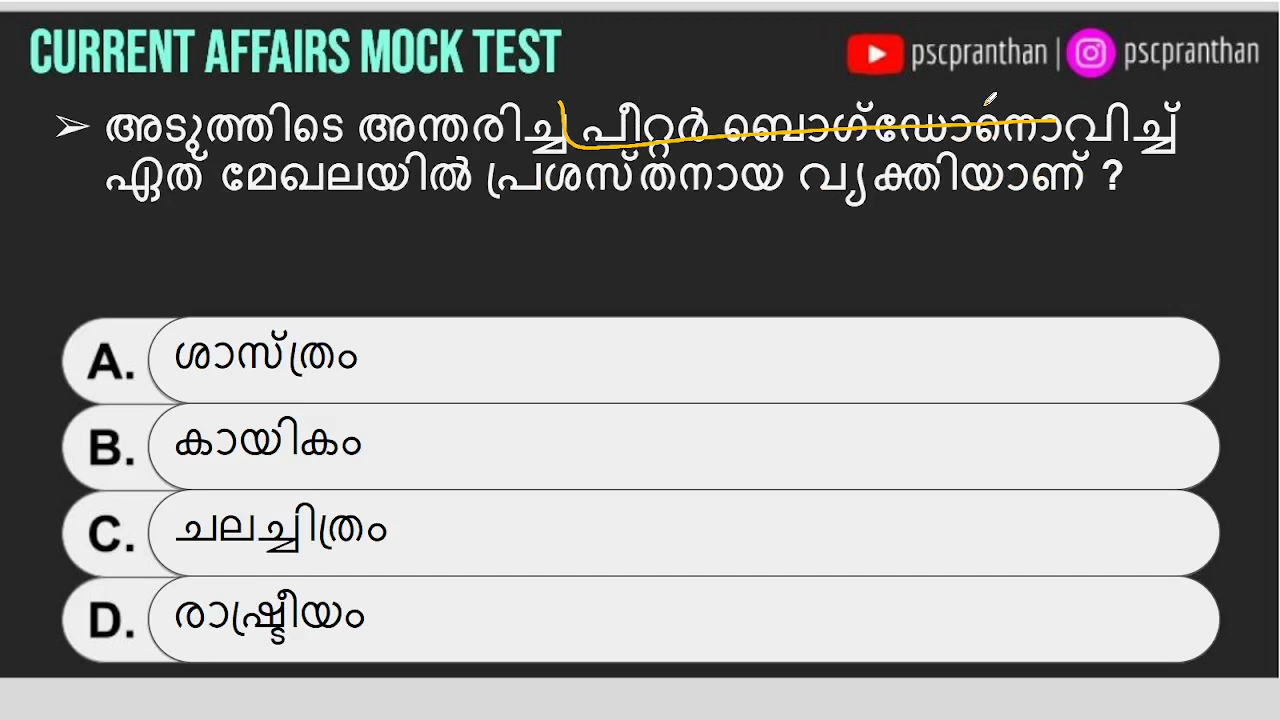 CURRENT AFFAIRS MOCK TEST
pscpranthan | pscpranthan
➢ അടുത്തിടെ അന്തരിച്ച പീറ്റർ ബൊഗ്ഡോനൊവിച്ച്
ഏത് മേഖലയിൽ പ്രശസ്തനായ വ്യക്തിയാണ് ?
A. ശാസ്ത്രം
B. കായികം
C. ചലച്ചിത്രം
D. രാഷ്ട്രീയം